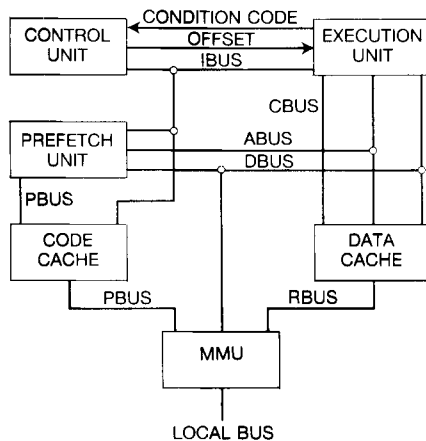 CONDITION CODE
CONTROL
UNIT
OFFSET
EXECUTION
UNIT
IBUS
CBUS
PREFETCH
UNIT
ABUS
DBUS
PBUS
CODE
CACHE
DATA
CACHE
PBUS
RBUS
MMU
LOCAL BUS